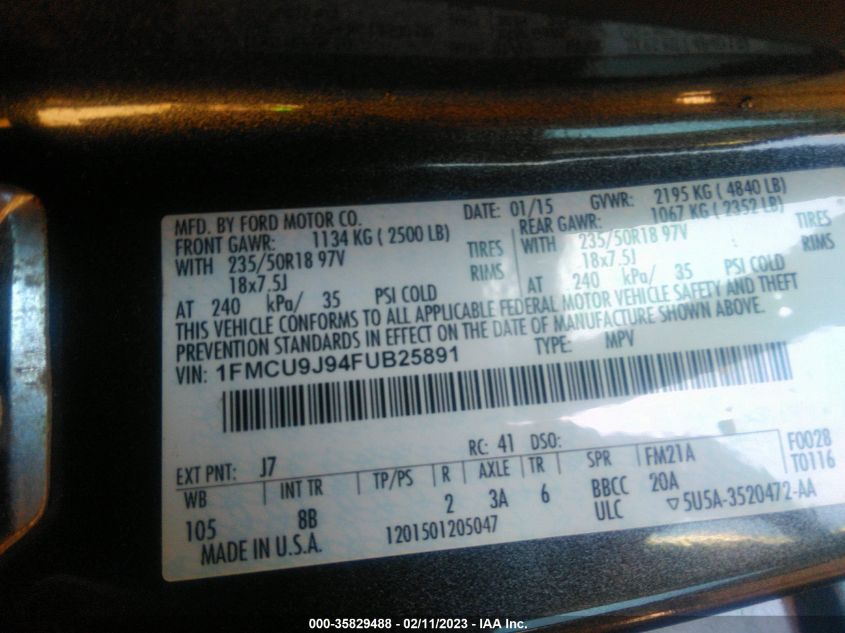 MFD. BY FORD MOTOR CO. DATE: 01/15 GVWR: 2195 KG ( 4840 LB)
FRONT GAWR: 1134 KG ( 2500 LB) REAR GAWR: 1067 KG ( 2352 LB)
WITH 235/50R18 97V TIRES WITH 235/50R18 97V TIRES
18x7.5J RIMS 18x7.5J RIMS
AT 240 kPa/ 35 PSI COLD AT 240 kPa/ 35 PSI COLD
THIS VEHICLE CONFORMS TO ALL APPLICABLE FEDERAL MOTOR VEHICLE SAFETY AND THEFT
PREVENTION STANDARDS IN EFFECT ON THE DATE OF MANUFACTURE SHOWN ABOVE.
VIN: 1FMCU9J94FUB25891 TYPE: MPV
EXT PNT: J7 RC: 41 DSO: F0028
WB INT TR TP/PS R AXLE TR SPR FM21A T0116
105 8B 2 3A 6 BBCC 20A
ULC ▽5U5A-3520472-AA
MADE IN U.S.A. 1201501205047
000-35829488 - 02/11/2023 - IAA Inc.